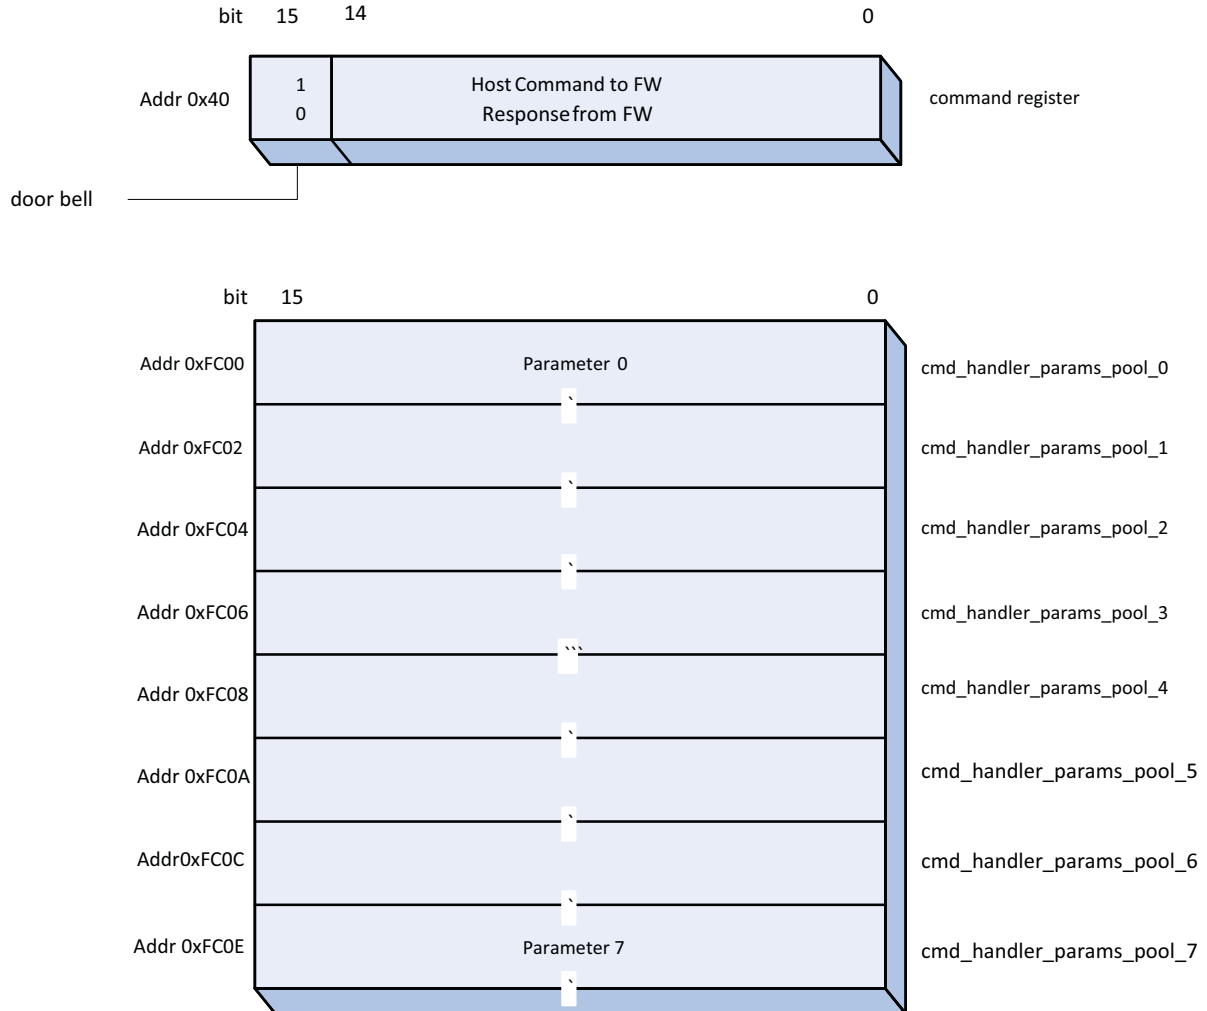 bit 15 14 0
Addr 0x40 1 Host Command to FW command register
0 Response from FW
door bell
bit 15 0
Addr 0xFC00 Parameter 0 cmd_handler_params_pool_0
`
Addr 0xFC02 cmd_handler_params_pool_1
`
Addr 0xFC04 cmd_handler_params_pool_2
`
Addr 0xFC06 cmd_handler_params_pool_3
```
Addr 0xFC08 cmd_handler_params_pool_4
`
Addr 0xFC0A cmd_handler_params_pool_5
`
Addr0xFC0C cmd_handler_params_pool_6
`
Addr 0xFC0E Parameter 7 cmd_handler_params_pool_7
`